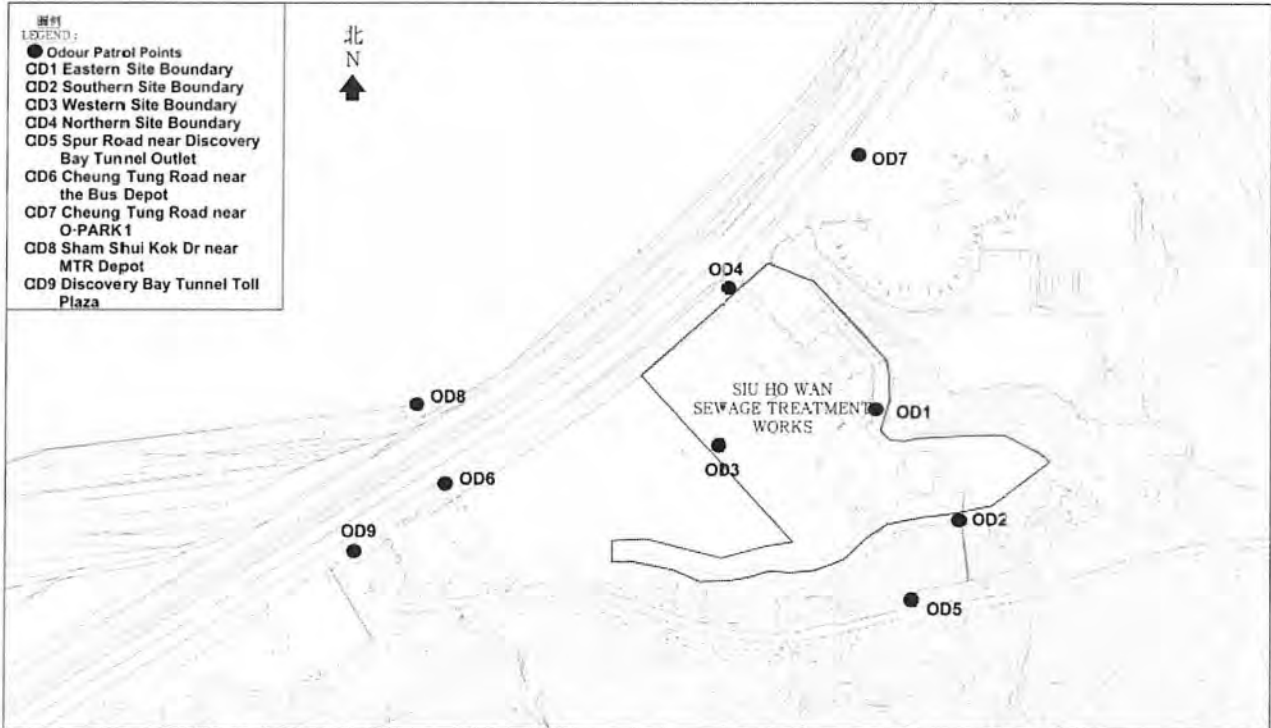 圖例
LEGEND :
Odour Patrol Points
OD1 Eastern Site Boundary
OD2 Southern Site Boundary
OD3 Western Site Boundary
OD4 Northern Site Boundary
OD5 Spur Road near Discovery
Bay Tunnel Outlet
OD6 Cheung Tung Road near
the Bus Depot
OD7 Cheung Tung Road near
O·PARK1
OD8 Sham Shui Kok Dr near
MTR Depot
OD9 Discovery Bay Tunnel Toll
Plaza
北
N
OD7
OD4
SIU HO WAN
SEWAGE TREATMENT
WORKS
OD8
OD1
OD3
OD6
OD2
OD9
OD5